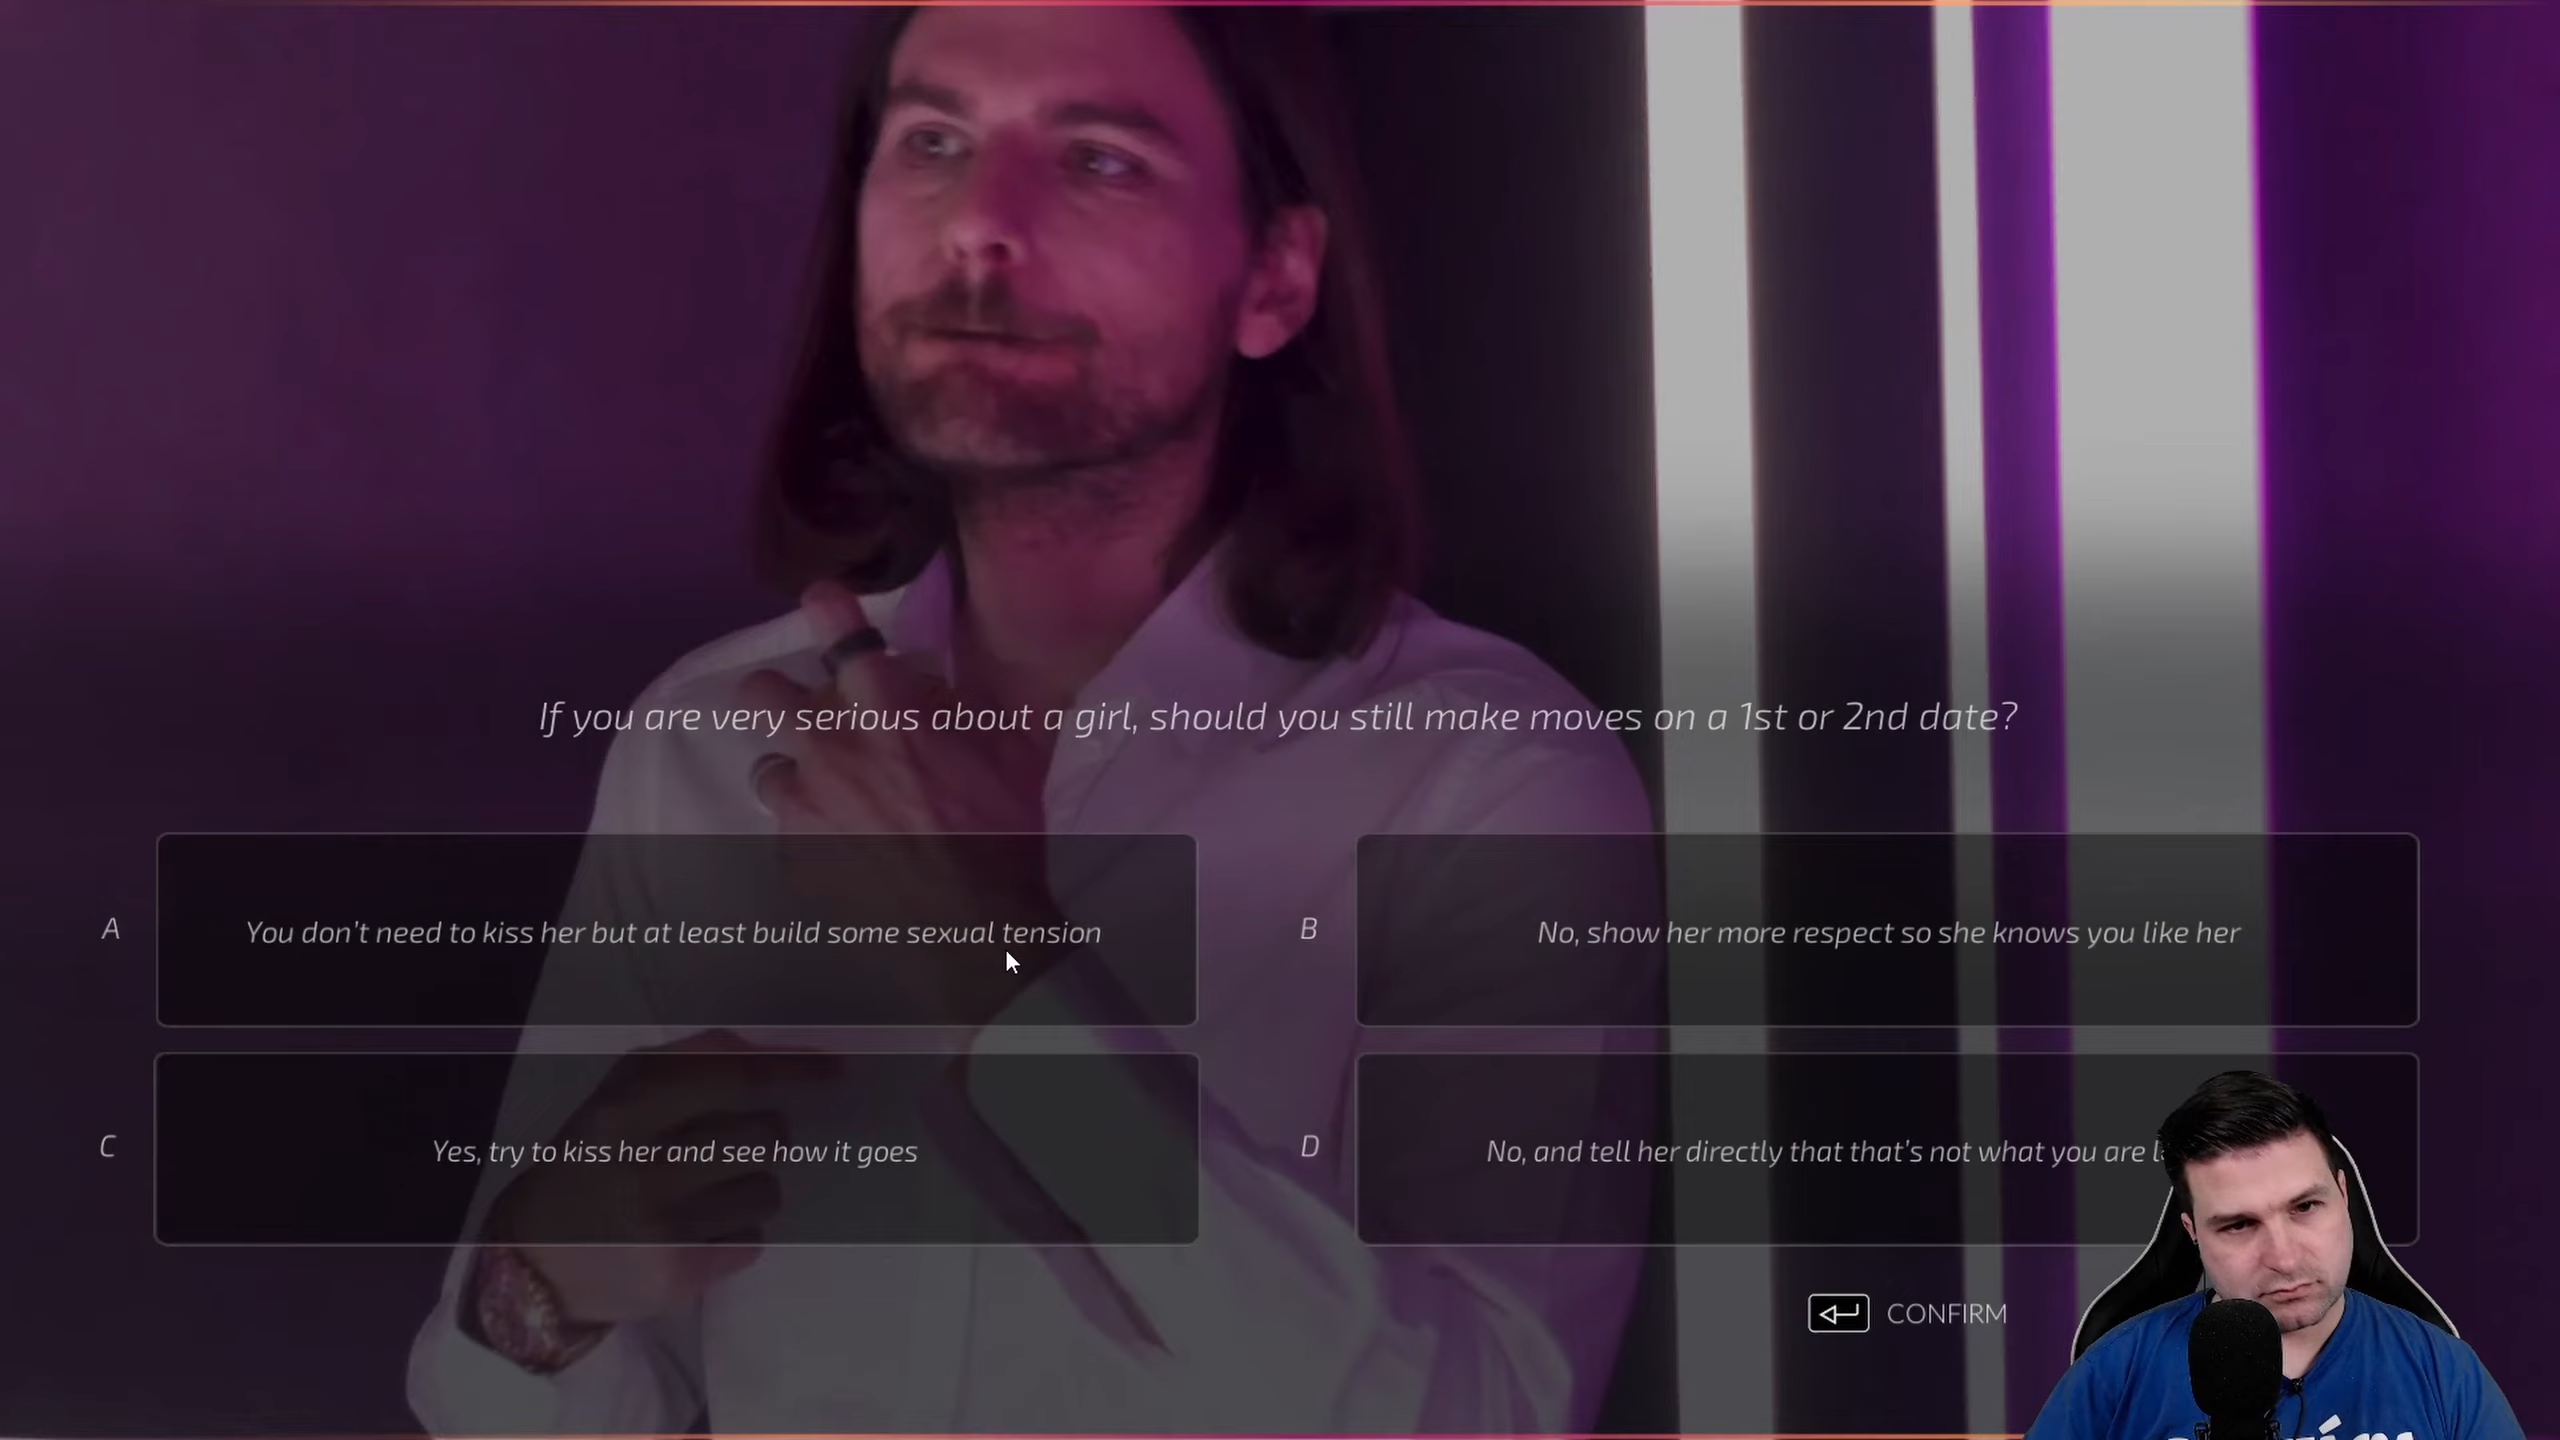 If you are very serious about a girl, should you still make moves on a 1st or 2nd date?
A
You don't need to kiss her but at least build some sexual tension
B
No, show her more respect so she knows you like her
C
Yes, try to kiss her and see how it goes
D
No, and tell her directly that that's not what you are
CONFIRM